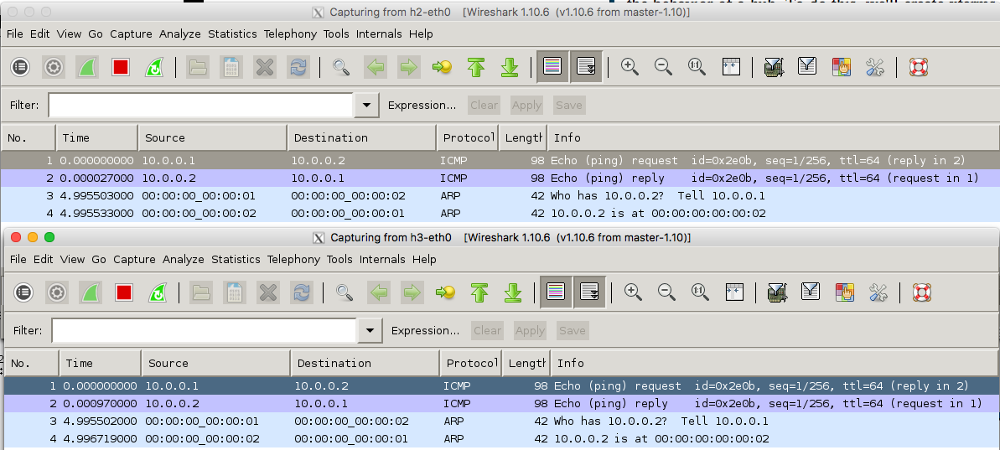 Capturing from h2-eth0 [Wireshark 1.10.6 (v1.10.6 from master-1.10)]
File Edit View Go Capture Analyze Statistics Telephony Tools Internals Help
Filter: Expression... Clear Apply Save
No. Time Source Destination Protocol Length Info
1 0.000000000 10.0.0.1 10.0.0.2 ICMP 98 Echo (ping) request id=0x2e0b, seq=1/256, ttl=64 (reply in 2)
2 0.000027000 10.0.0.2 10.0.0.1 ICMP 98 Echo (ping) reply id=0x2e0b, seq=1/256, ttl=64 (request in 1)
3 4.995503000 00:00:00_00:00:01 00:00:00_00:00:02 ARP 42 Who has 10.0.0.2? Tell 10.0.0.1
4 4.995533000 00:00:00_00:00:02 00:00:00_00:00:01 ARP 42 10.0.0.2 is at 00:00:00:00:00:02
Capturing from h3-eth0 [Wireshark 1.10.6 (v1.10.6 from master-1.10)]
File Edit View Go Capture Analyze Statistics Telephony Tools Internals Help
Filter: Expression... Clear Apply Save
No. Time Source Destination Protocol Length Info
1 0.000000000 10.0.0.1 10.0.0.2 ICMP 98 Echo (ping) request id=0x2e0b, seq=1/256, ttl=64 (reply in 2)
2 0.000970000 10.0.0.2 10.0.0.1 ICMP 98 Echo (ping) reply id=0x2e0b, seq=1/256, ttl=64 (request in 1)
3 4.995502000 00:00:00_00:00:01 00:00:00_00:00:02 ARP 42 Who has 10.0.0.2? Tell 10.0.0.1
4 4.996719000 00:00:00_00:00:02 00:00:00_00:00:01 ARP 42 10.0.0.2 is at 00:00:00:00:00:02